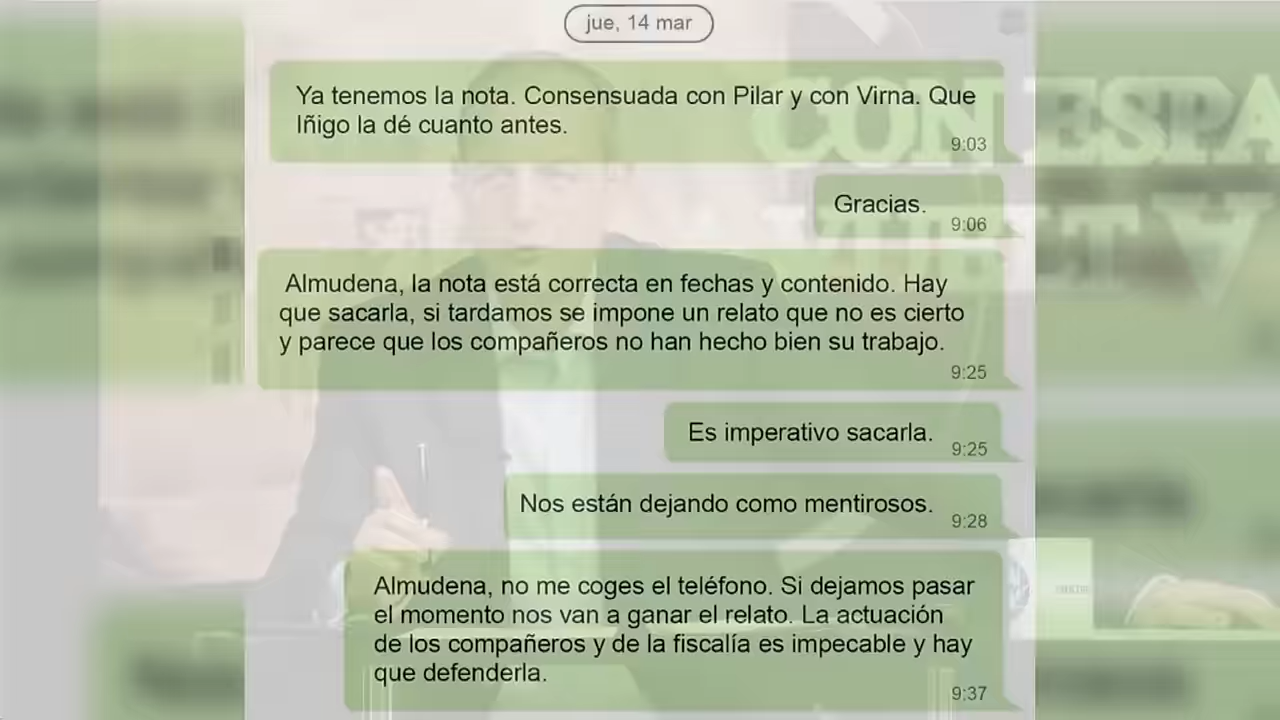 jue, 14 mar
Ya tenemos la nota. Consensuada con Pilar y con Virna. Que
Iñigo la dé cuanto antes.
9:03
Gracias.
9:06
Almudena, la nota está correcta en fechas y contenido. Hay
que sacarla, si tardamos se impone un relato que no es cierto
y parece que los compañeros no han hecho bien su trabajo.
9:25
Es imperativo sacarla.
9:25
Nos están dejando como mentirosos.
9:28
Almudena, no me coges el teléfono. Si dejamos pasar
el momento nos van a ganar el relato. La actuación
de los compañeros y de la fiscalía es impecable y hay
que defenderla.
9:37